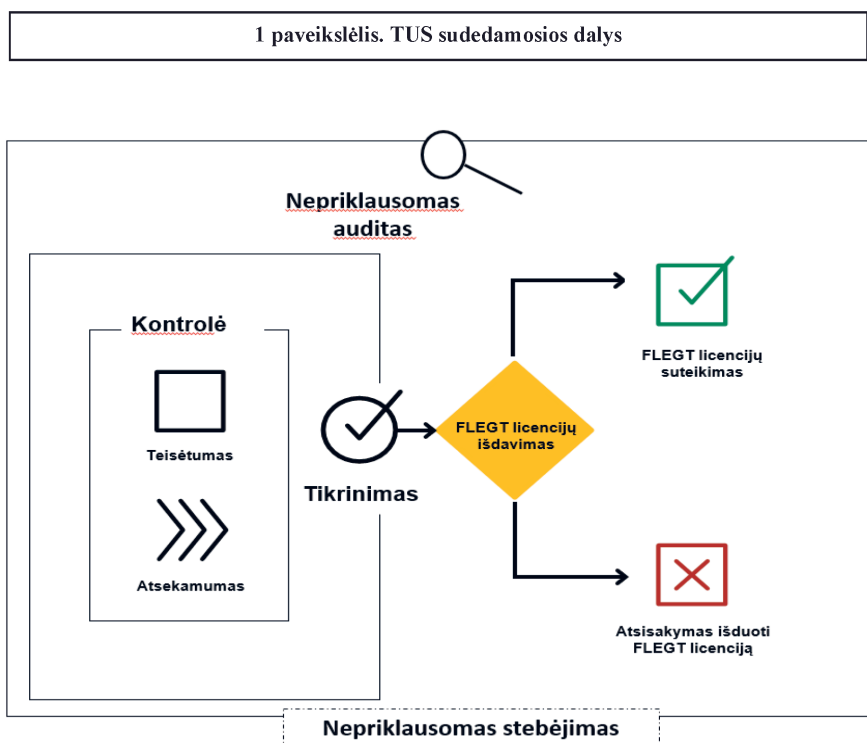 1 paveikslėlis. TUS sudedamosios dalys
Nepriklausomas
auditas
Kontrolė
Teisėtumas
Atsekamumas
Tikrinimas
FLEGT licencijų
išdavimas
FLEGT licencijų
suteikimas
Atsisakymas išduoti
FLEGT licenciją
Nepriklausomas stebėjimas